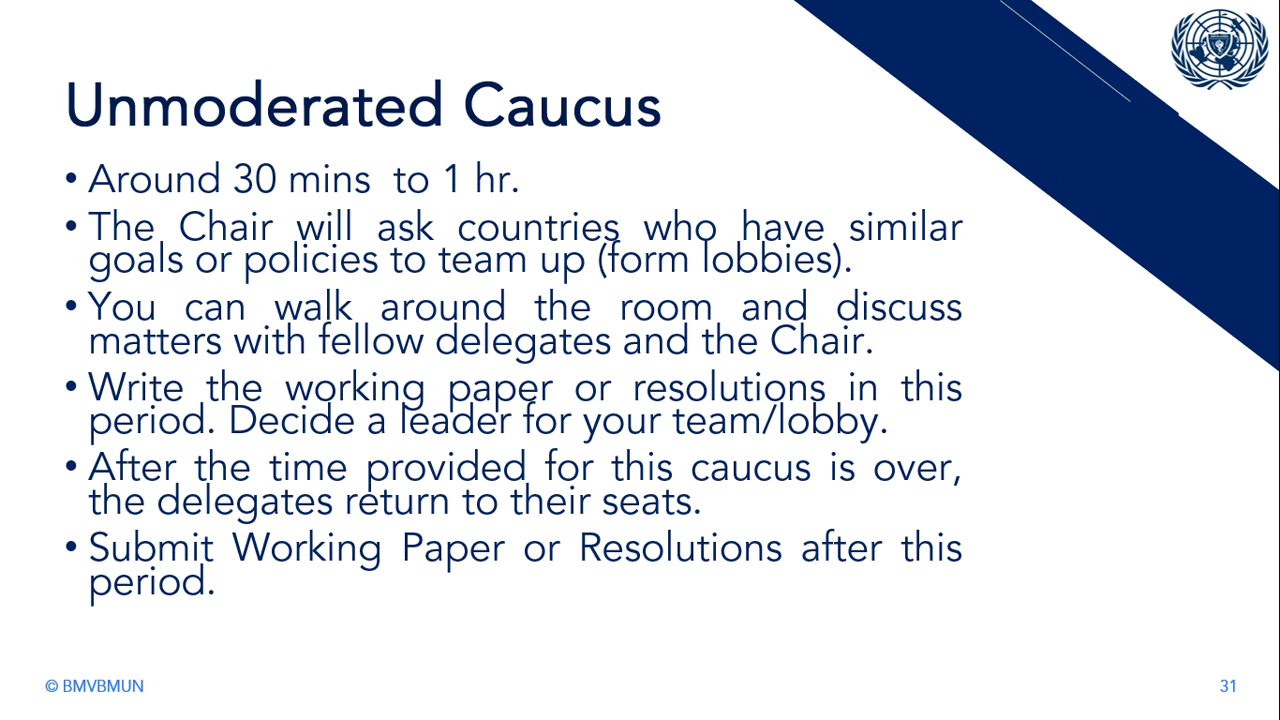 Unmoderated Caucus
• Around 30 mins  to 1 hr.
• The Chair will ask countries who have similar
goals or policies to team up (form lobbies).
• You can walk around the room and discuss
matters with fellow delegates and the Chair.
• Write the working paper or resolutions in this
period. Decide a leader for your team/lobby.
• After the time provided for this caucus is over,
the delegates return to their seats.
• Submit Working Paper or Resolutions after this
period.
© BMVBMUN
31